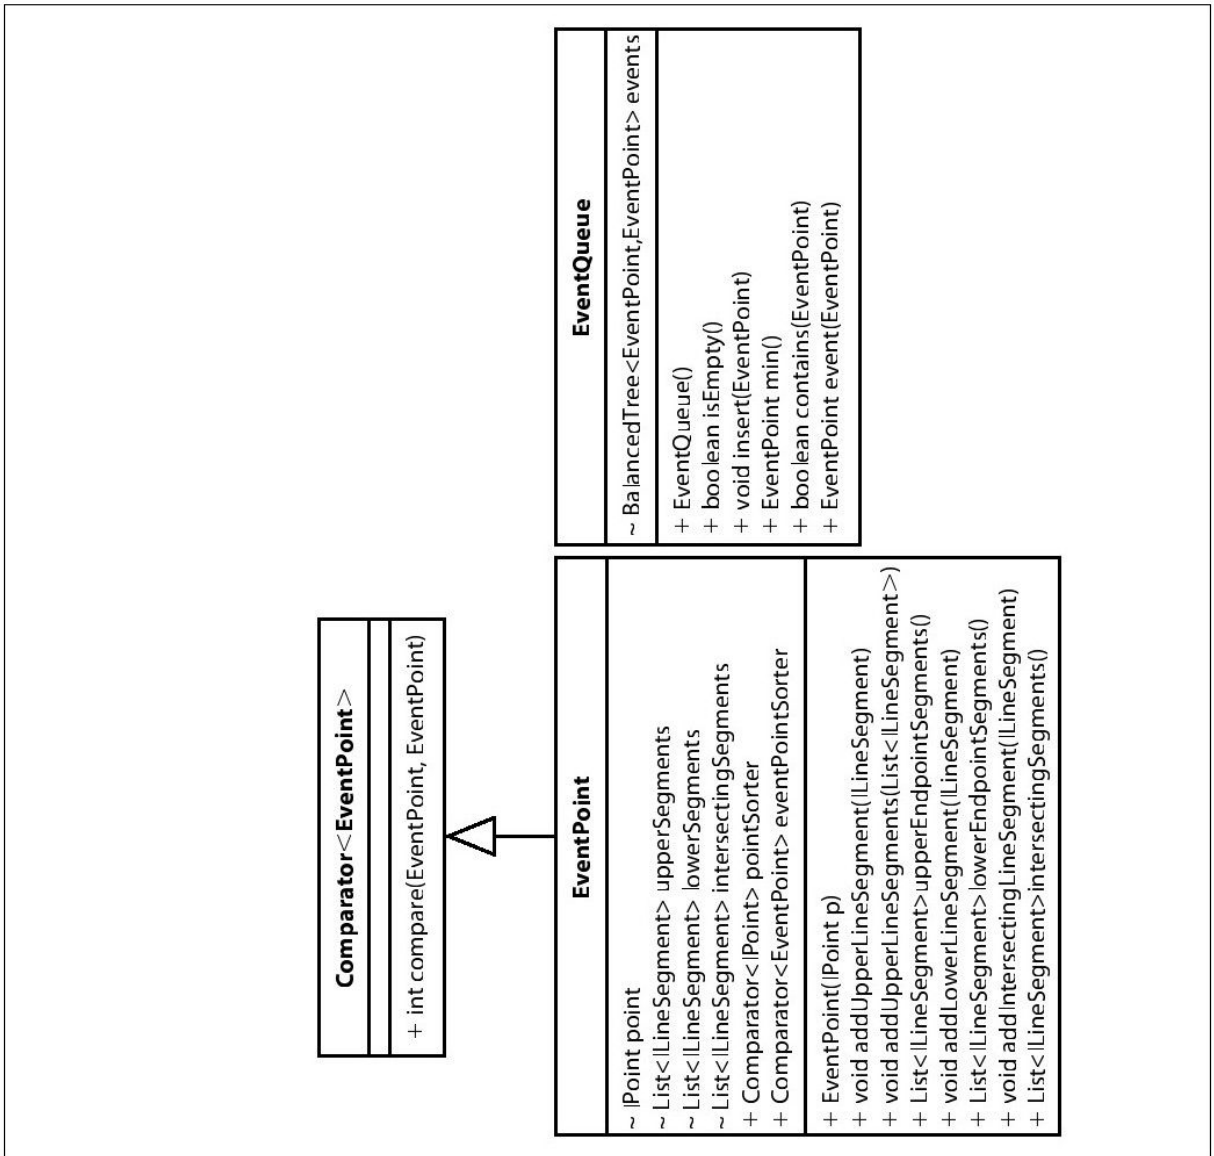 Comparator<EventPoint>
+ int compare(EventPoint, EventPoint)
EventPoint
~ IPoint point
~ List<ILineSegment> upperSegments
~ List<ILineSegment> lowerSegments
~ List<ILineSegment> intersectingSegments
+ Comparator<IPoint> pointSorter
+ Comparator<EventPoint> eventPointSorter
+ EventPoint(IPoint p)
+ void addUpperLineSegment(ILineSegment)
+ void addUpperLineSegments(List<ILineSegment>)
+ List<ILineSegment>upperEndpointSegments()
+ void addLowerLineSegment(ILineSegment)
+ List<ILineSegment>lowerEndpointSegments()
+ void addIntersectingLineSegment(ILineSegment)
+ List<ILineSegment>intersectingSegments()
EventQueue
~ BalancedTree<EventPoint,EventPoint> events
+ EventQueue()
+ boolean isEmpty()
+ void insert(EventPoint)
+ EventPoint min()
+ boolean contains(EventPoint)
+ EventPoint event(EventPoint)